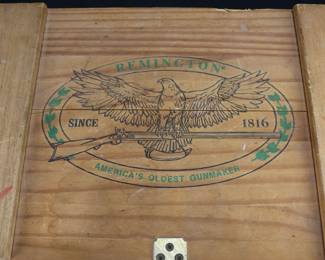 REMINGTON®
SINCE 1816
AMERICA'S OLDEST GUNMAKER